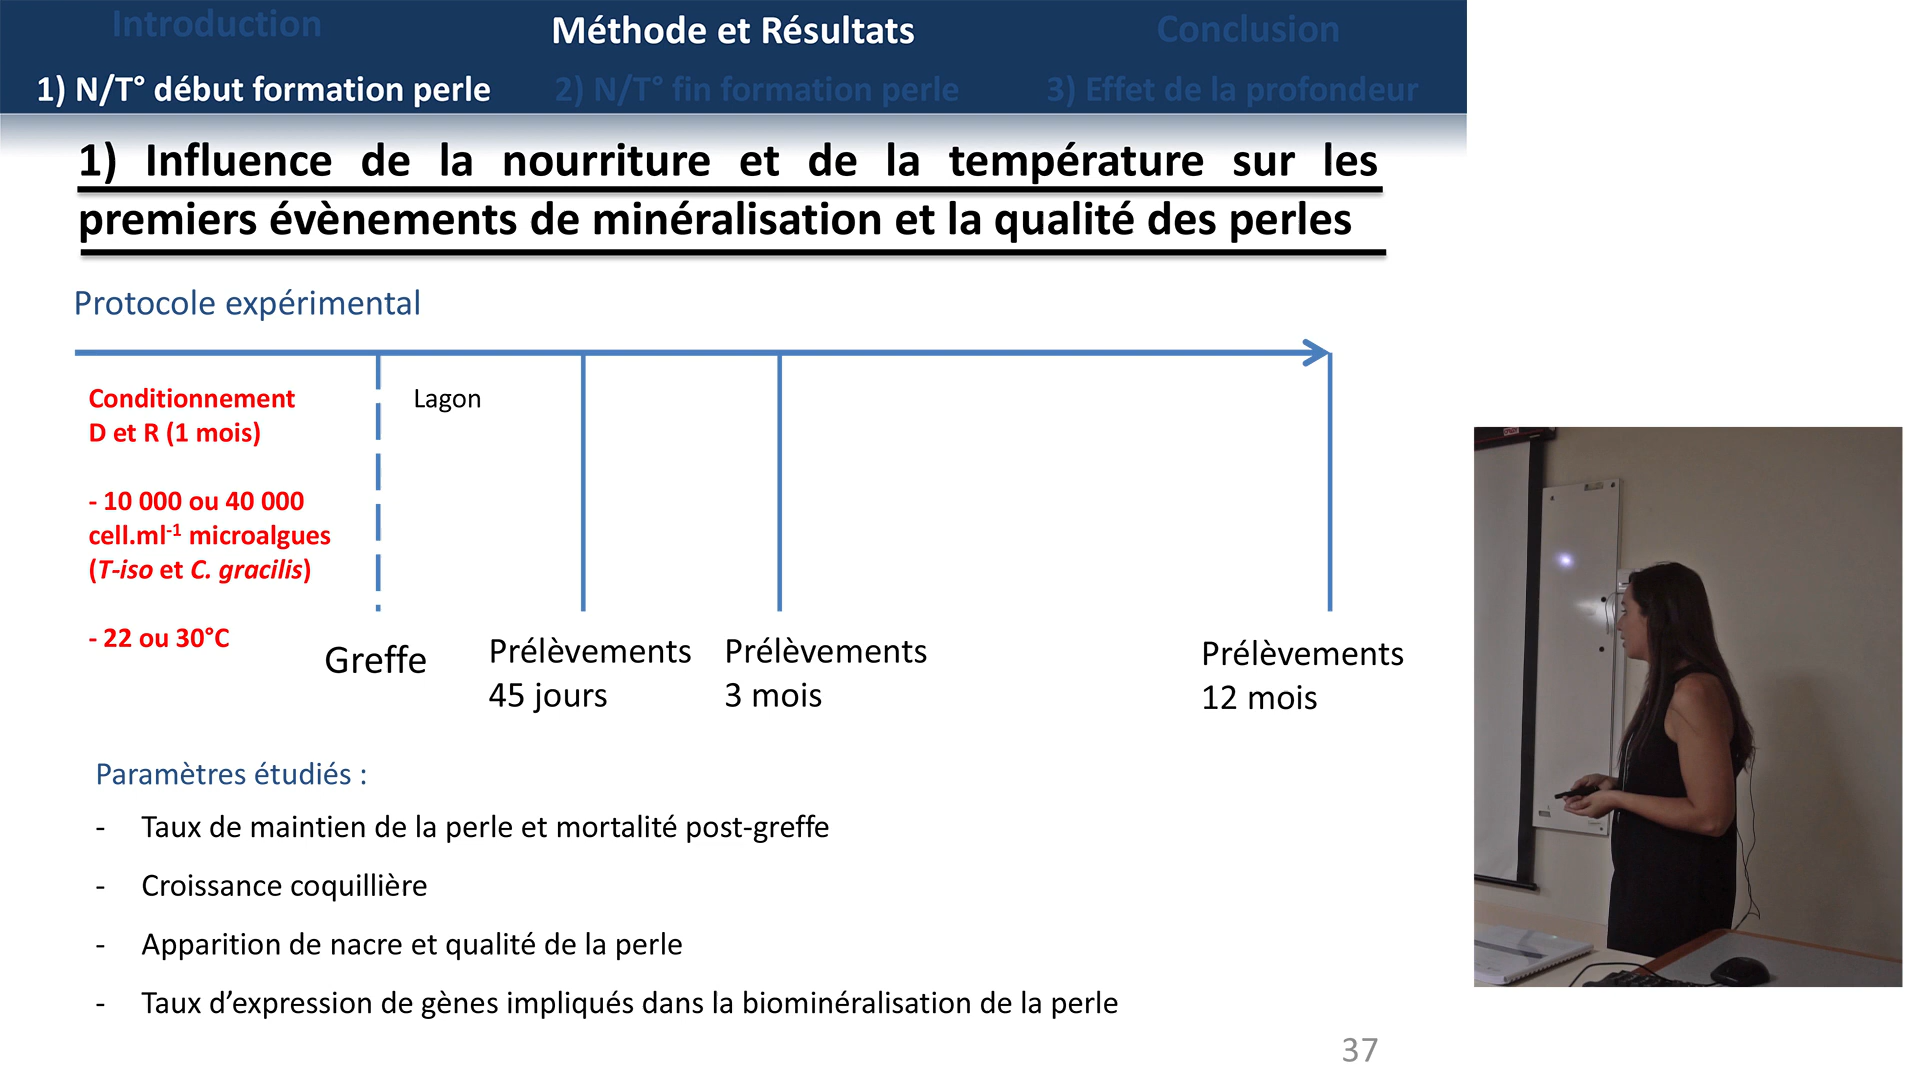 Introduction
Méthode et Résultats
Conclusion
1) N/T° début formation perle
2) N/T° fin formation perle
3) Effet de la profondeur
1) Influence de la nourriture et de la température sur les
premiers évènements de minéralisation et la qualité des perles
Protocole expérimental
Conditionnement
D et R (1 mois)
- 10 000 ou 40 000
cell.ml-1 microalgues
(T-iso et C. gracilis)
- 22 ou 30°C
Lagon
Greffe
Prélèvements
45 jours
Prélèvements
3 mois
Prélèvements
12 mois
Paramètres étudiés :
- Taux de maintien de la perle et mortalité post-greffe
- Croissance coquillière
- Apparition de nacre et qualité de la perle
- Taux d’expression de gènes impliqués dans la biominéralisation de la perle
37